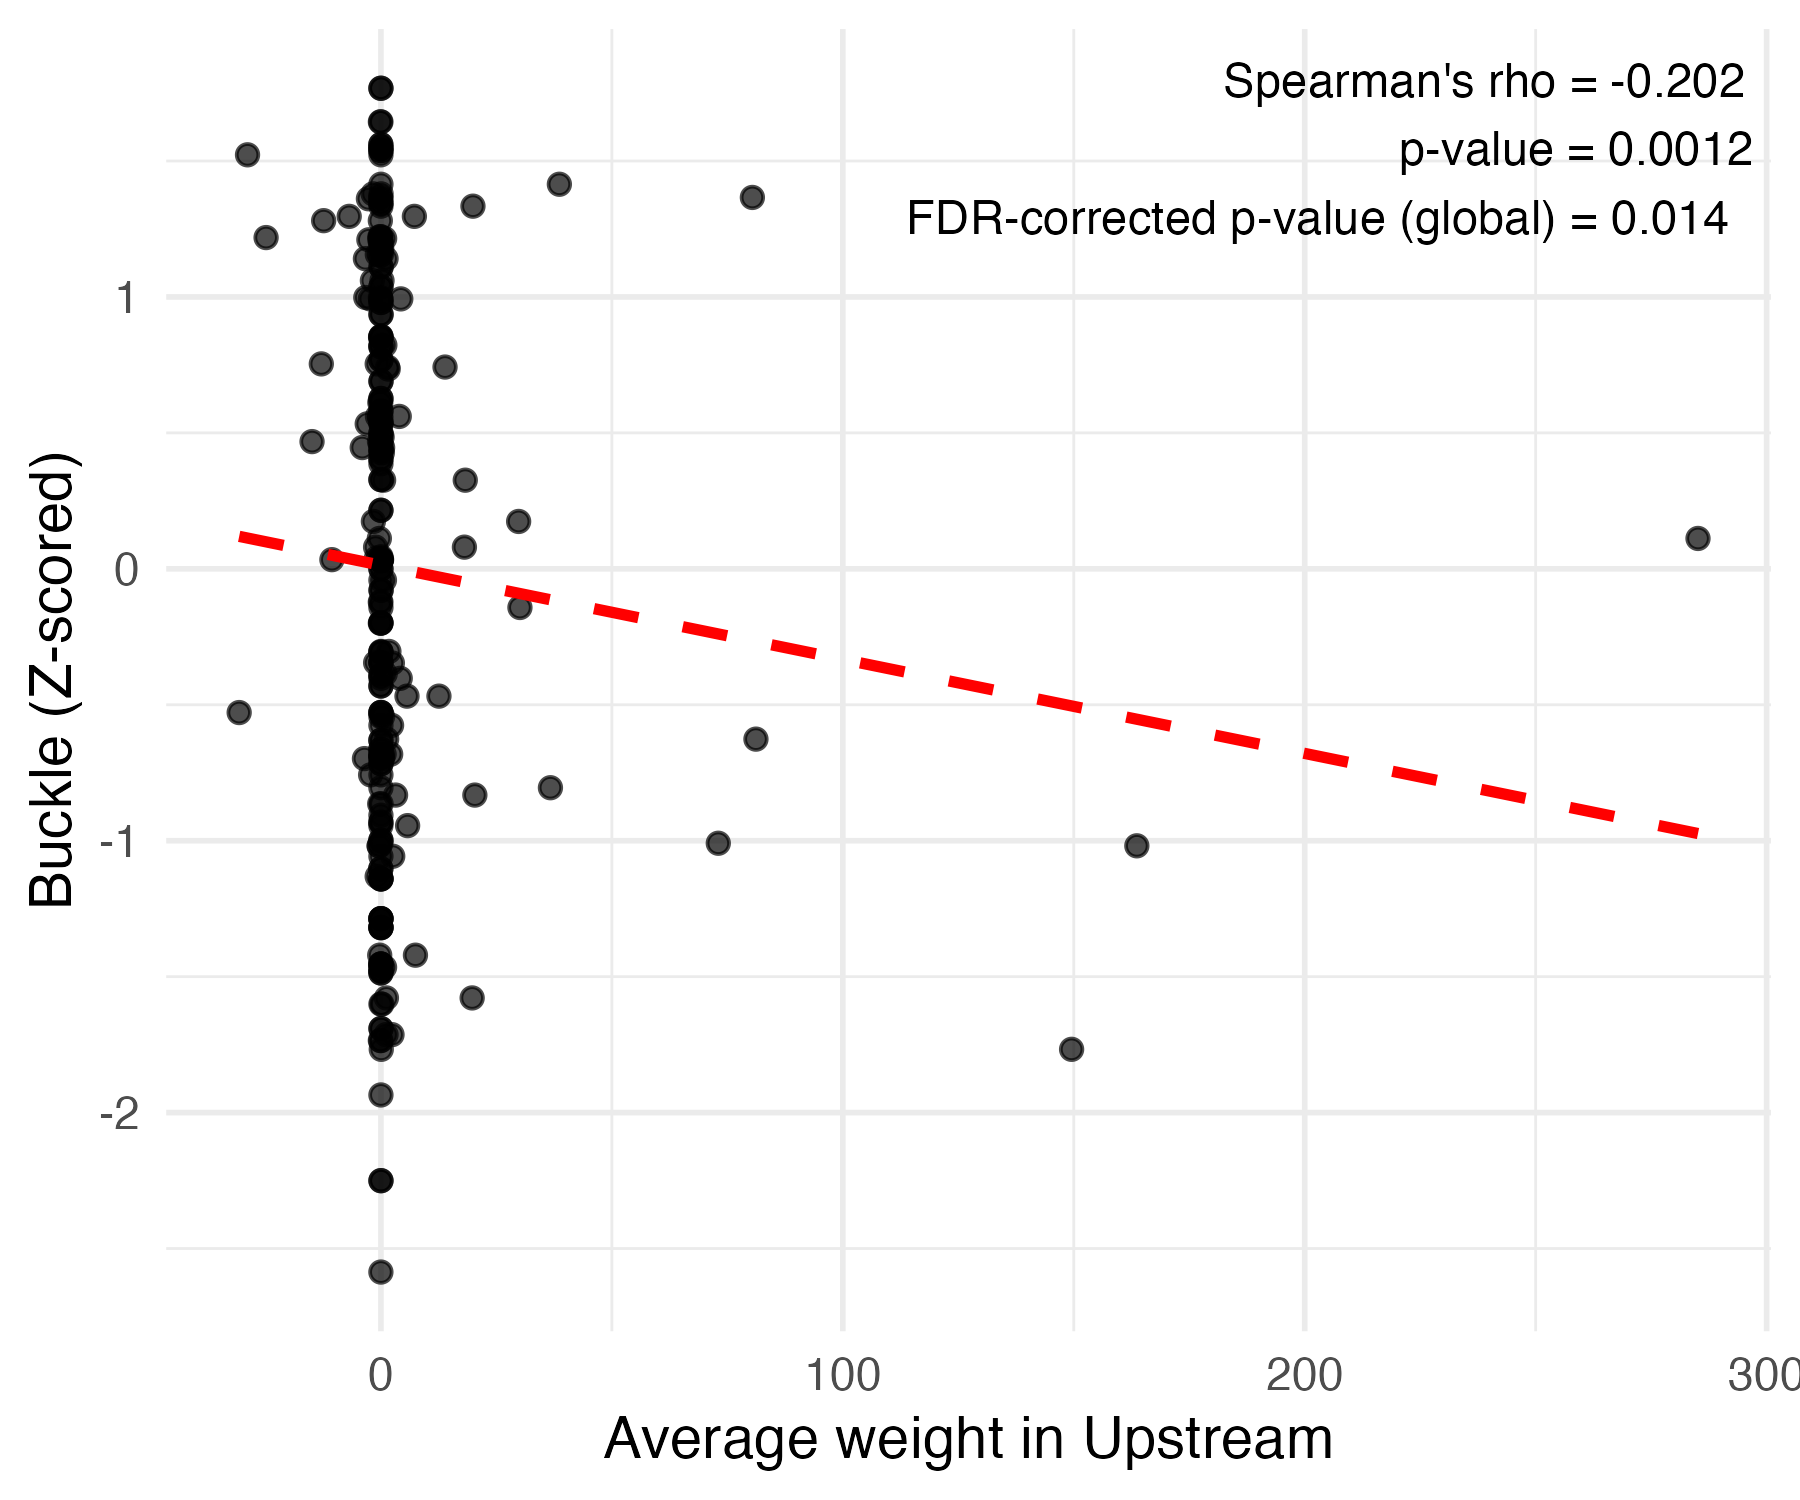 Spearman's rho = -0.202
p-value = 0.0012
FDR-corrected p-value (global) = 0.014
Buckle (Z-scored)
1
0
-1
-2
0 100 200 300
Average weight in Upstream